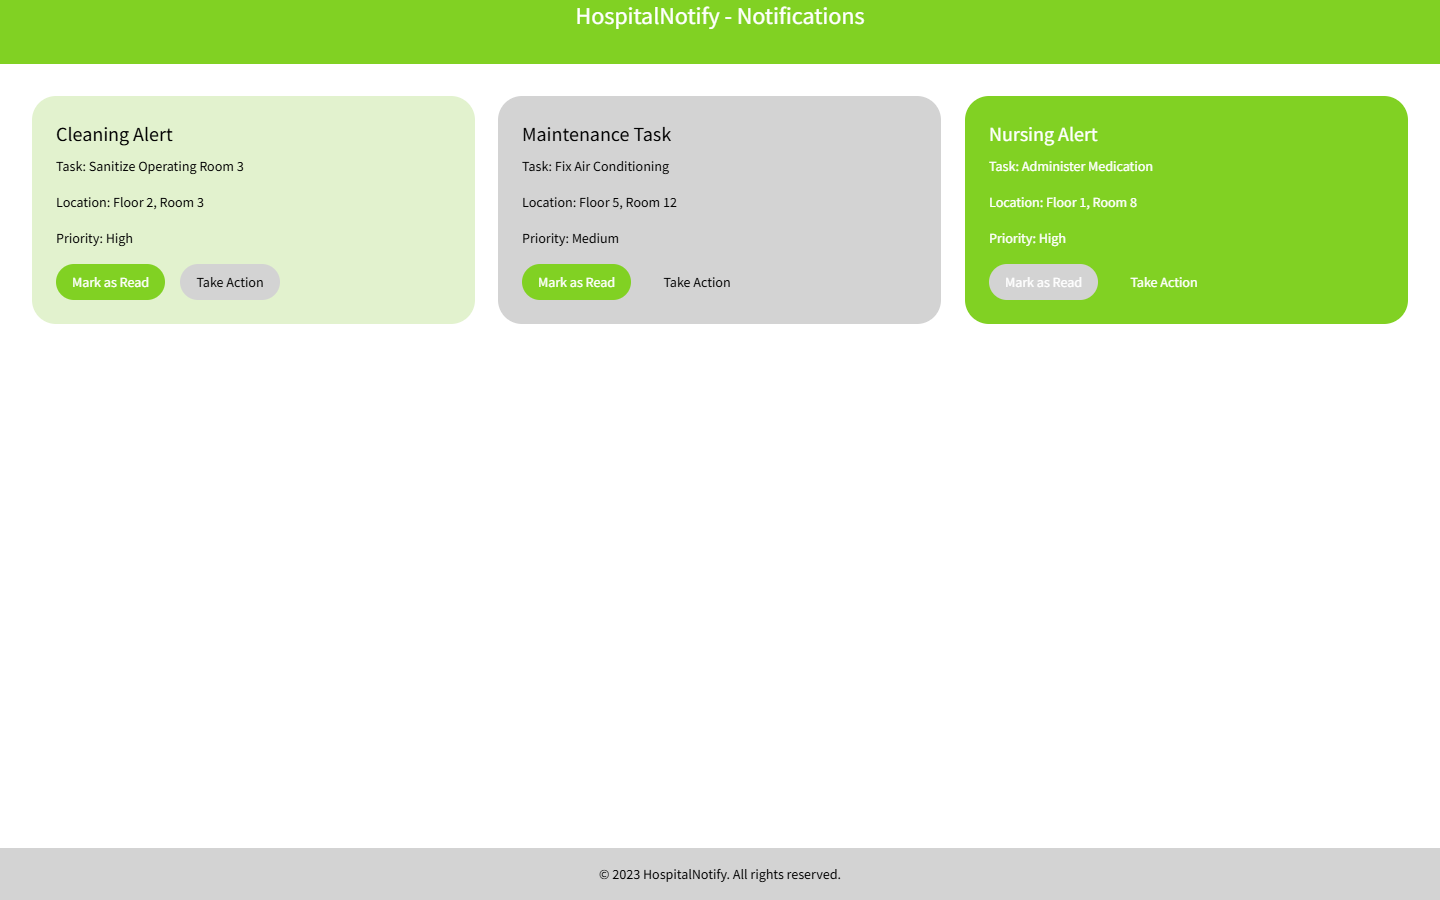 HospitalNotify - Notifications
Cleaning Alert
Task: Sanitize Operating Room 3
Location: Floor 2, Room 3
Priority: High
Mark as Read
Take Action
Maintenance Task
Task: Fix Air Conditioning
Location: Floor 5, Room 12
Priority: Medium
Mark as Read
Take Action
Nursing Alert
Task: Administer Medication
Location: Floor 1, Room 8
Priority: High
Mark as Read
Take Action
© 2023 HospitalNotify. All rights reserved.